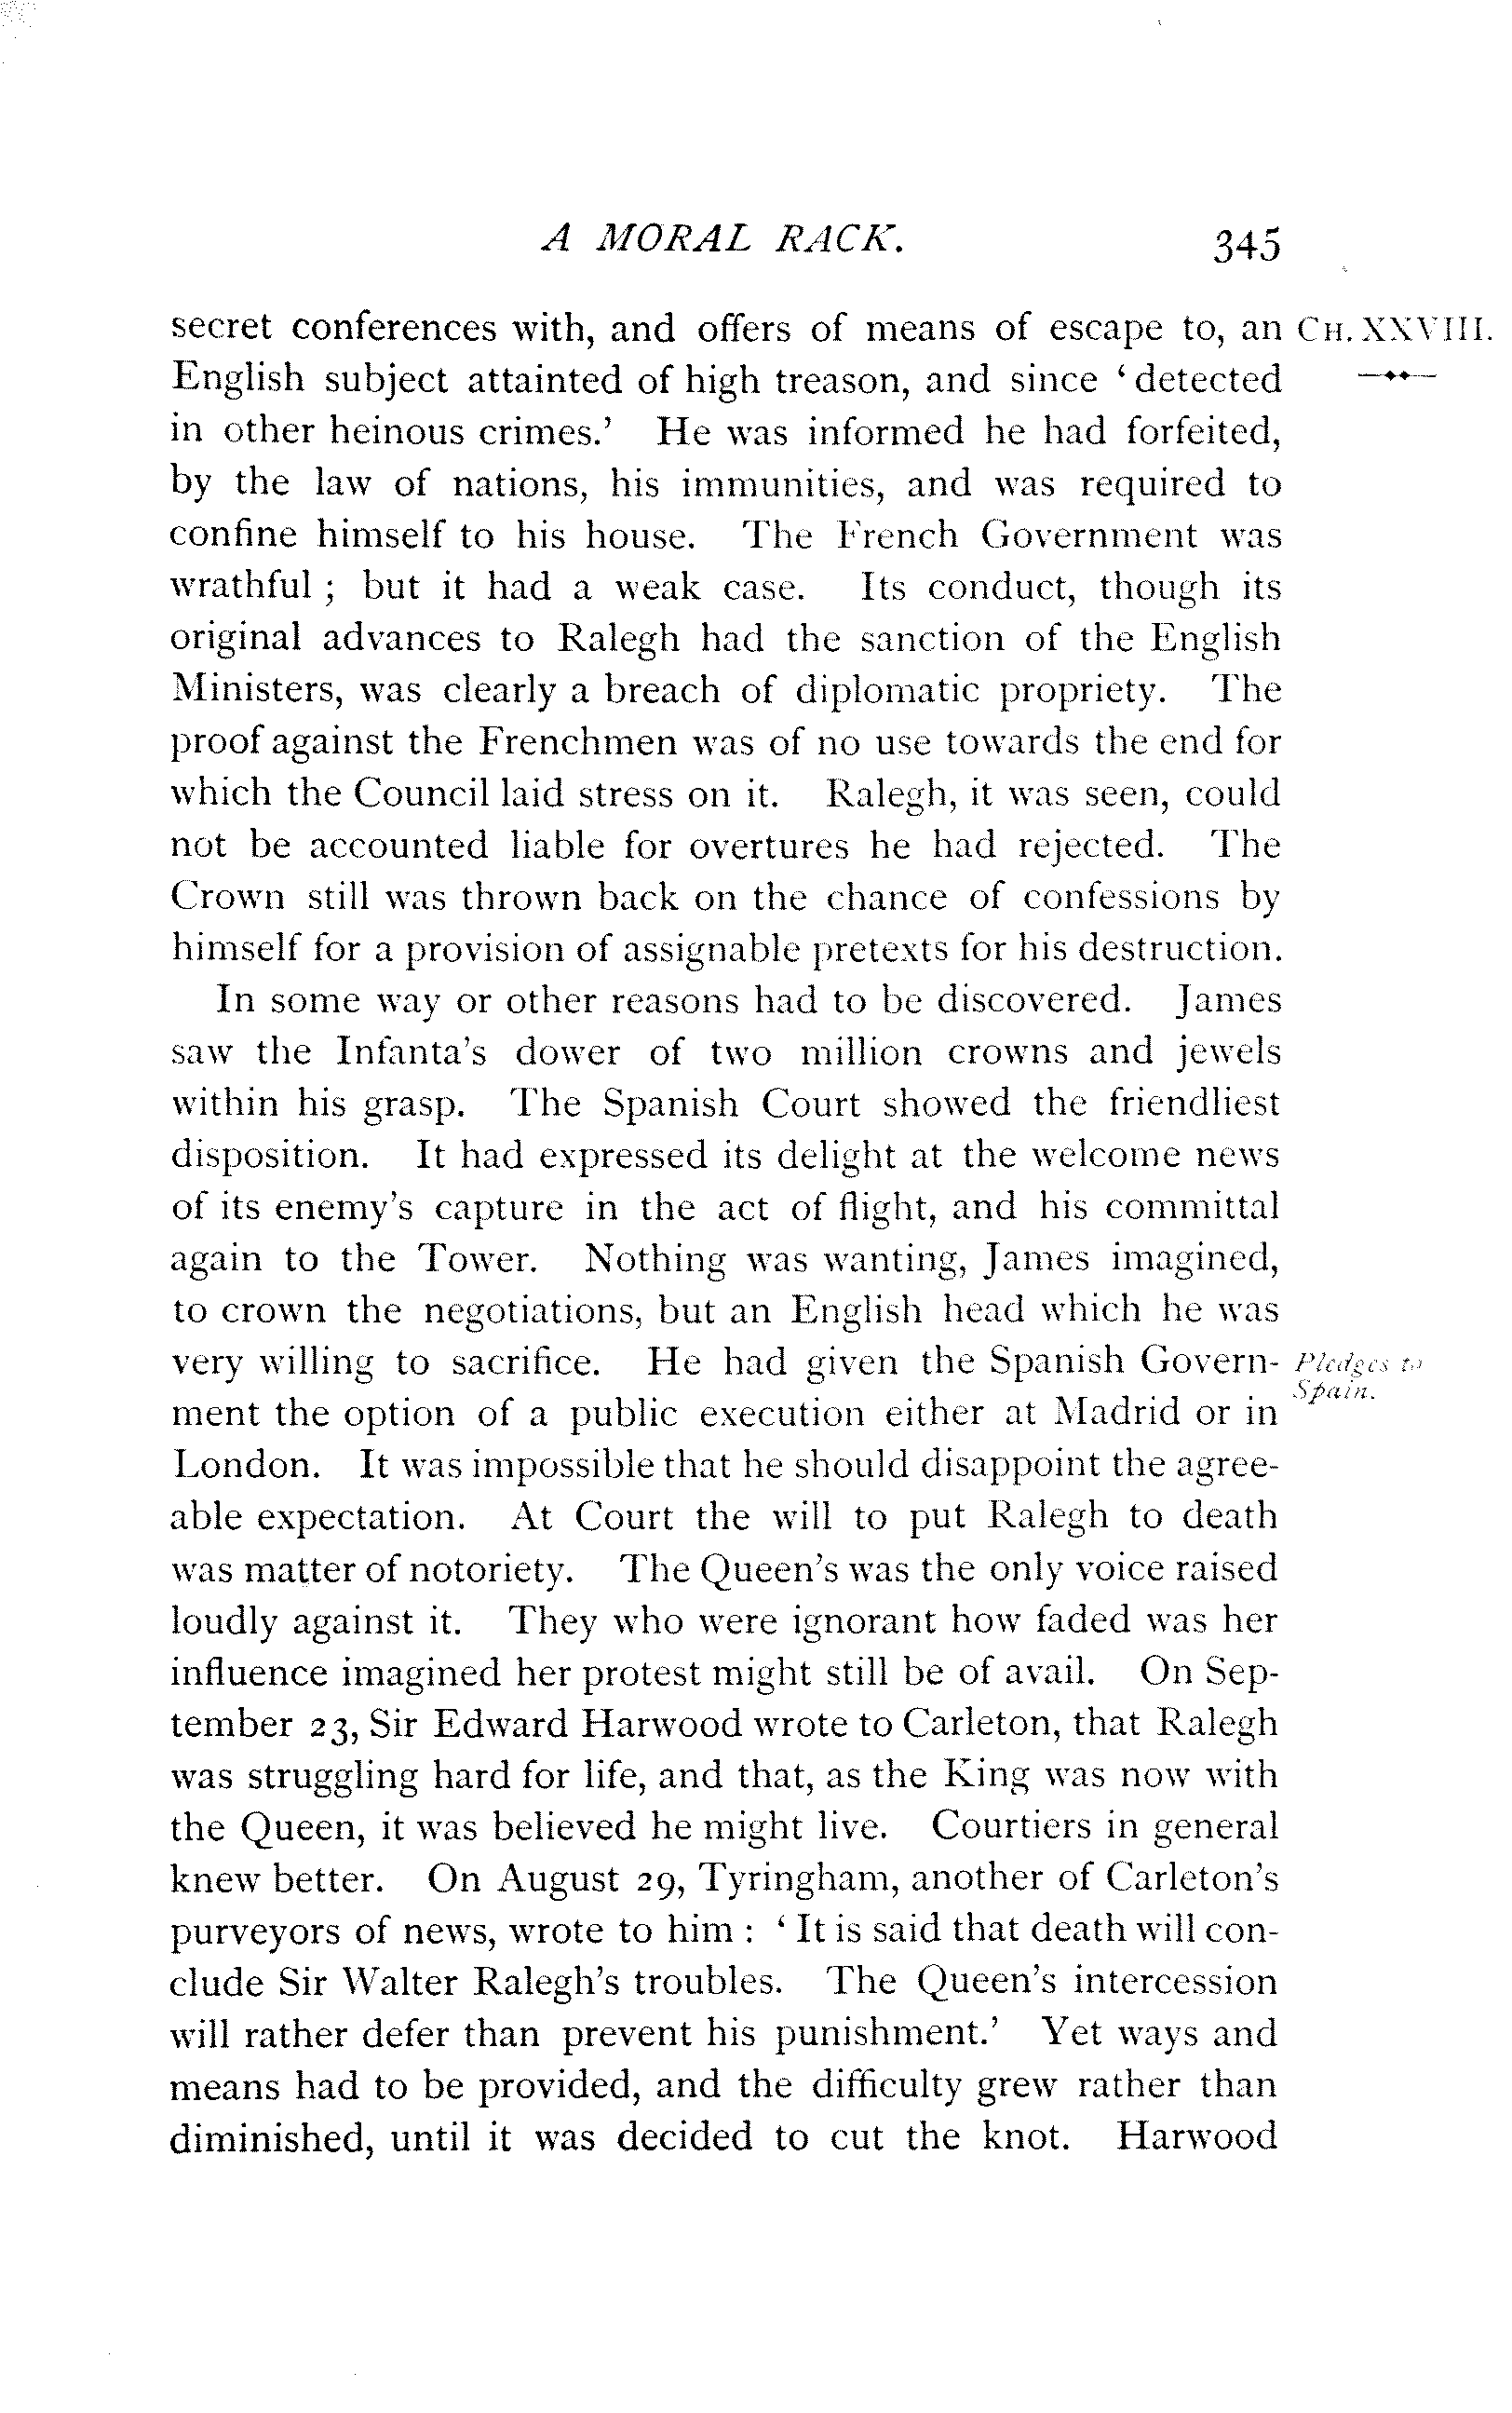 A MORAL RACK. 345
secret conferences with, and offers of means of escape to, an CH. XXVIII.
English subject attainted of high treason, and since ‘detected
in other heinous crimes.’ He was informed he had forfeited,
by the law of nations, his immunities, and was required to
confine himself to his house. The French Government was
wrathful ; but it had a weak case. Its conduct, though its
original advances to Ralegh had the sanction of the English
Ministers, was clearly a breach of diplomatic propriety. The
proof against the Frenchmen was of no use towards the end for
which the Council laid stress on it. Ralegh, it was seen, could
not be accounted liable for overtures he had rejected. The
Crown still was thrown back on the chance of confessions by
himself for a provision of assignable pretexts for his destruction.
In some way or other reasons had to be discovered. James
saw the Infanta's dower of two million crowns and jewels
within his grasp. The Spanish Court showed the friendliest
disposition. It had expressed its delight at the welcome news
of its enemy's capture in the act of flight, and his committal
again to the Tower. Nothing was wanting, James imagined,
to crown the negotiations, but an English head which he was
very willing to sacrifice. He had given the Spanish Govern- Pledges to
ment the option of a public execution either at Madrid or in Spain.
London. It was impossible that he should disappoint the agree-
able expectation. At Court the will to put Ralegh to death
was matter of notoriety. The Queen's was the only voice raised
loudly against it. They who were ignorant how faded was her
influence imagined her protest might still be of avail. On Sep-
tember 23, Sir Edward Harwood wrote to Carleton, that Ralegh
was struggling hard for life, and that, as the King was now with
the Queen, it was believed he might live. Courtiers in general
knew better. On August 29, Tyringham, another of Carleton's
purveyors of news, wrote to him : ‘It is said that death will con-
clude Sir Walter Ralegh's troubles. The Queen's intercession
will rather defer than prevent his punishment.’ Yet ways and
means had to be provided, and the difficulty grew rather than
diminished, until it was decided to cut the knot. Harwood